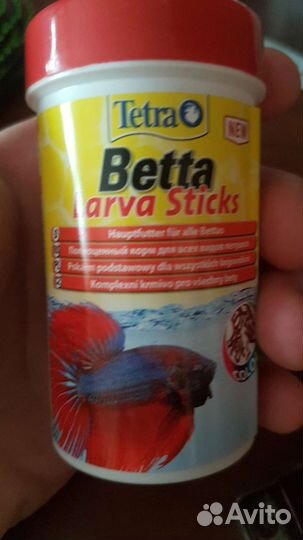 Tetra
NEW
Betta
Larva Sticks
Hauptfutter für alle Bettas
Полноценный корм для всех видов петушков
Pokarm podstawowy dla wszystkich bojowników
Komplexní krmivo pro všechny bety
Avito